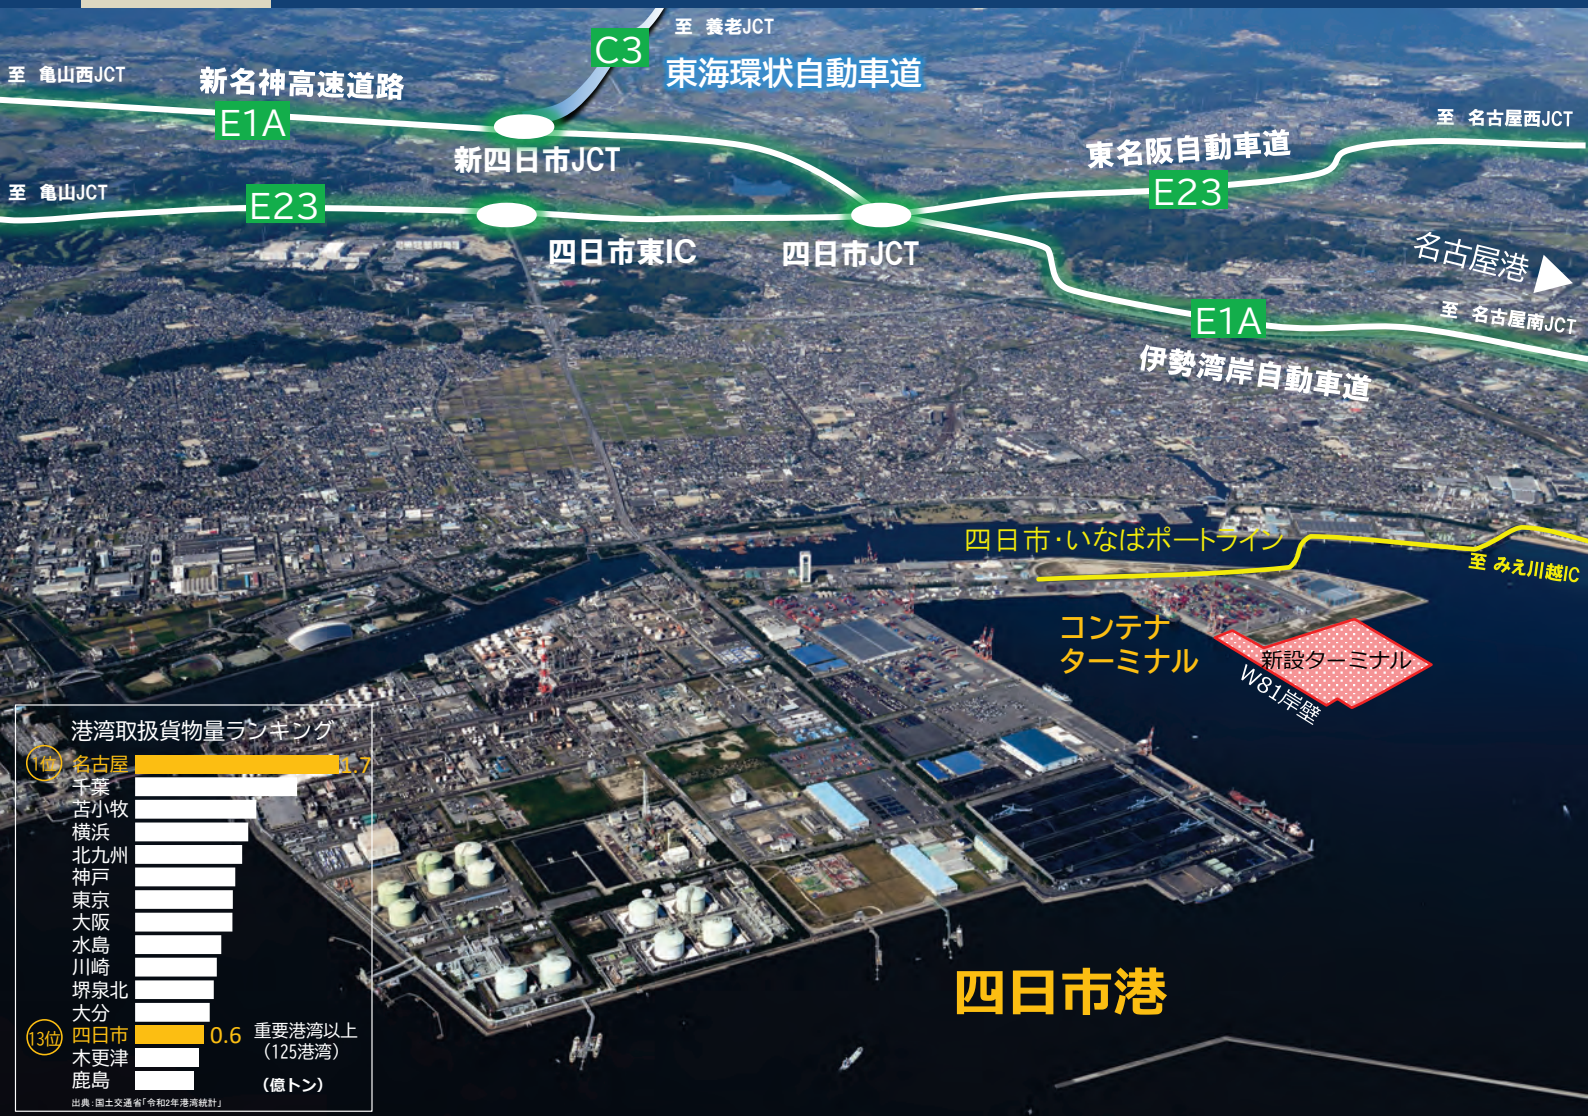 至 養老JCT
C3
東海環状自動車道
至 亀山西JCT
新名神高速道路
E1A
新四日市JCT
至 名古屋西JCT
東名阪自動車道
E23
至 亀山JCT
E23
四日市東IC
四日市JCT
名古屋港
至 名古屋南JCT
E1A
伊勢湾岸自動車道
四日市・いなばポートライン
至 みえ川越IC
コンテナ
ターミナル
新設ターミナル
W81岸壁
四日市港
港湾取扱貨物量ランキング
1位 名古屋 1.7
千葉
苫小牧
横浜
北九州
神戸
東京
大阪
水島
川崎
堺泉北
大分
13位 四日市 0.6
木更津
鹿島
重要港湾以上
（125港湾）
（億トン）
出典：国土交通省「令和2年港湾統計」